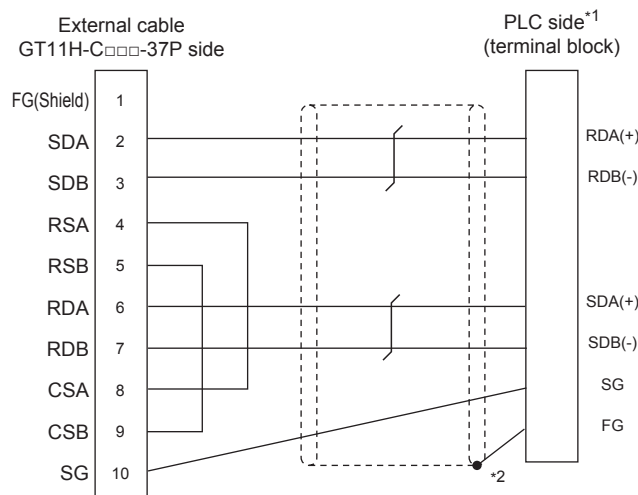 External cable
GT11H-C□□□-37P side
PLC side*1
(terminal block)
FG(Shield) 1
SDA 2
RDA(+)
SDB 3
RDB(-)
RSA 4
RSB 5
RDA 6
SDA(+)
RDB 7
SDB(-)
CSA 8
SG
CSB 9
FG
SG 10
*2